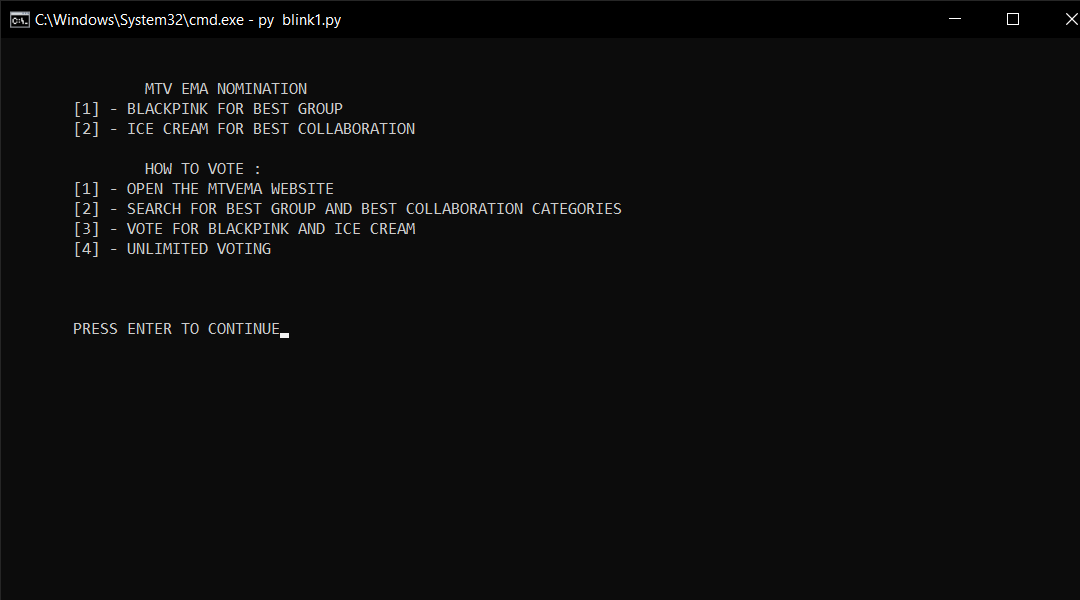 C:\Windows\System32\cmd.exe - py  blink1.py
MTV EMA NOMINATION
[1] - BLACKPINK FOR BEST GROUP
[2] - ICE CREAM FOR BEST COLLABORATION
HOW TO VOTE :
[1] - OPEN THE MTVEMA WEBSITE
[2] - SEARCH FOR BEST GROUP AND BEST COLLABORATION CATEGORIES
[3] - VOTE FOR BLACKPINK AND ICE CREAM
[4] - UNLIMITED VOTING
PRESS ENTER TO CONTINUE